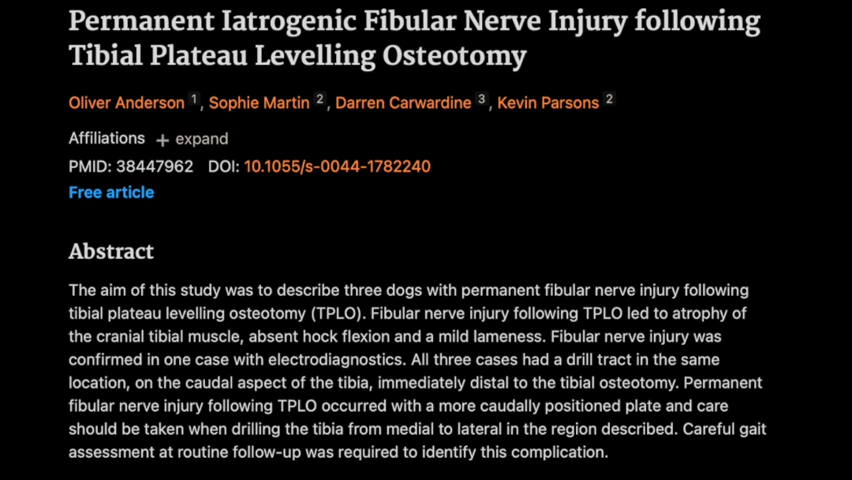 Permanent Iatrogenic Fibular Nerve Injury following
Tibial Plateau Levelling Osteotomy
Oliver Anderson 1, Sophie Martin 2, Darren Carwardine 3, Kevin Parsons 2
Affiliations + expand
PMID: 38447962 DOI: 10.1055/s-0044-1782240
Free article
Abstract
The aim of this study was to describe three dogs with permanent fibular nerve injury following
tibial plateau levelling osteotomy (TPLO). Fibular nerve injury following TPLO led to atrophy of
the cranial tibial muscle, absent hock flexion and a mild lameness. Fibular nerve injury was
confirmed in one case with electrodiagnostics. All three cases had a drill tract in the same
location, on the caudal aspect of the tibia, immediately distal to the tibial osteotomy. Permanent
fibular nerve injury following TPLO occurred with a more caudally positioned plate and care
should be taken when drilling the tibia from medial to lateral in the region described. Careful gait
assessment at routine follow-up was required to identify this complication.